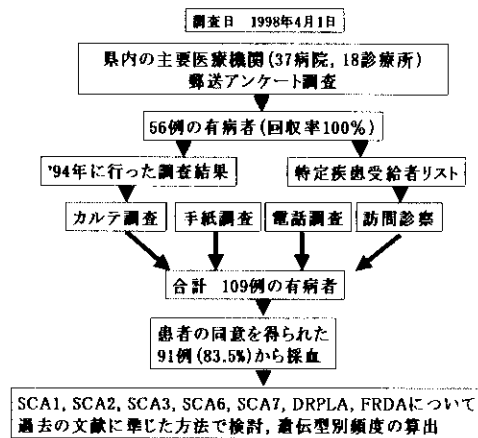 調査日 1998年4月1日
県内の主要医療機関(37病院, 18診療所)
郵送アンケート調査
56例の有病者(回収率100%)
'94年に行った調査結果
特定疾患受給者リスト
カルテ調査
手紙調査
電話調査
訪問診察
合計 109例の有病者
患者の同意を得られた
91例(83.5%)から採血
SCA1, SCA2, SCA3, SCA6, SCA7, DRPLA, FRDAについて
過去の文献に準じた方法で検討, 遺伝型別頻度の算出